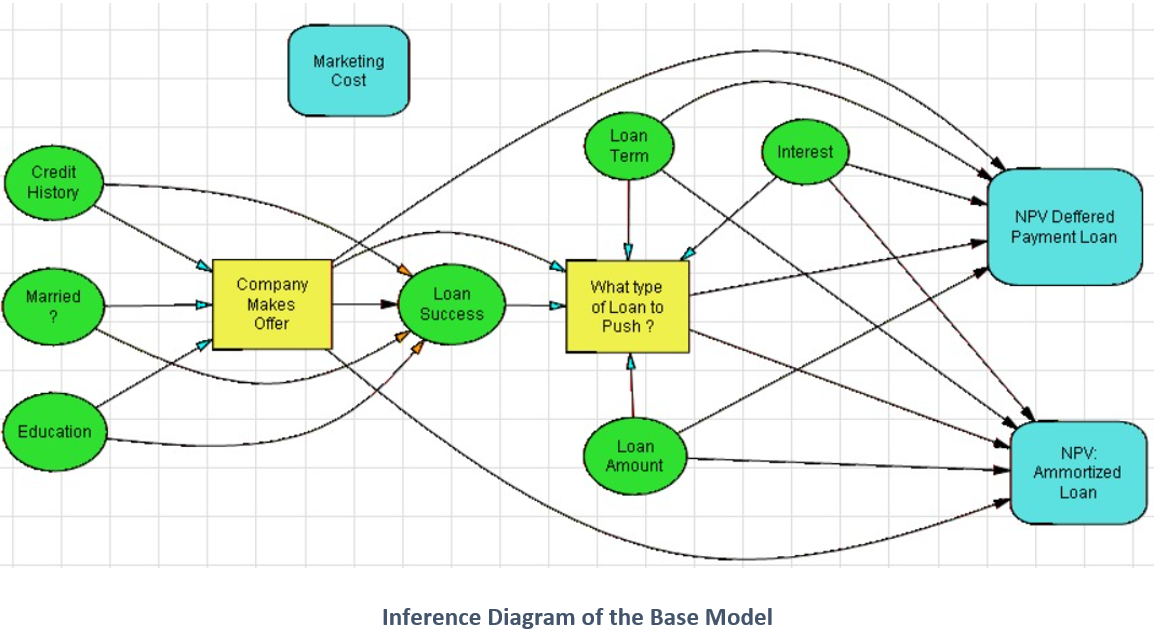 Marketing
Cost
Credit
History
Married
?
Education
Company
Makes
Offer
Loan
Success
Loan
Term
Interest
What type
of Loan to
Push ?
Loan
Amount
NPV Deffered
Payment Loan
NPV:
Ammortized
Loan
Inference Diagram of the Base Model